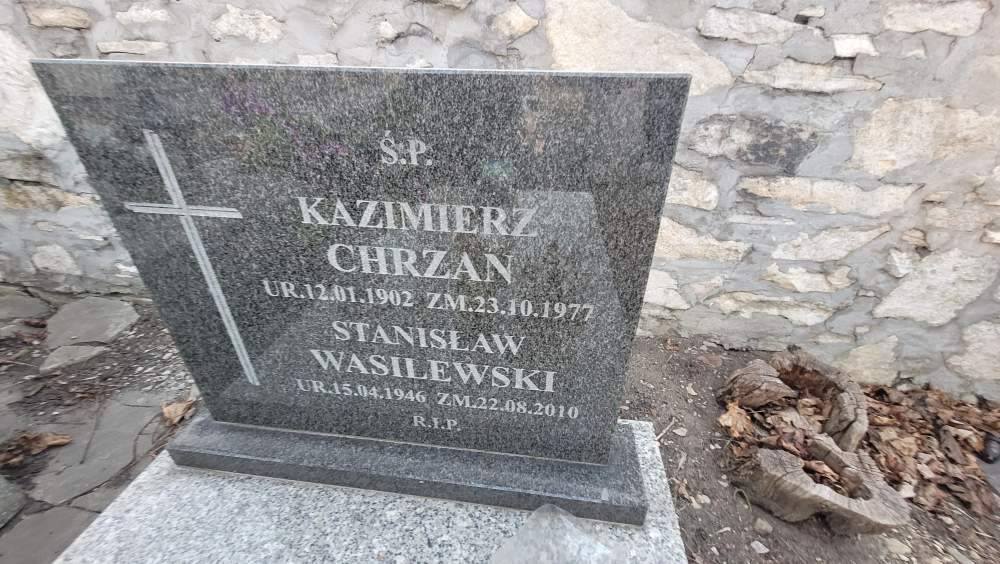 Ś.P.
KAZIMIERZ
CHRZAN
UR.12.01.1902 ZM.23.10.1977
STANISŁAW
WASILEWSKI
UR.15.04.1946 ZM.22.08.2010
R.I.P.